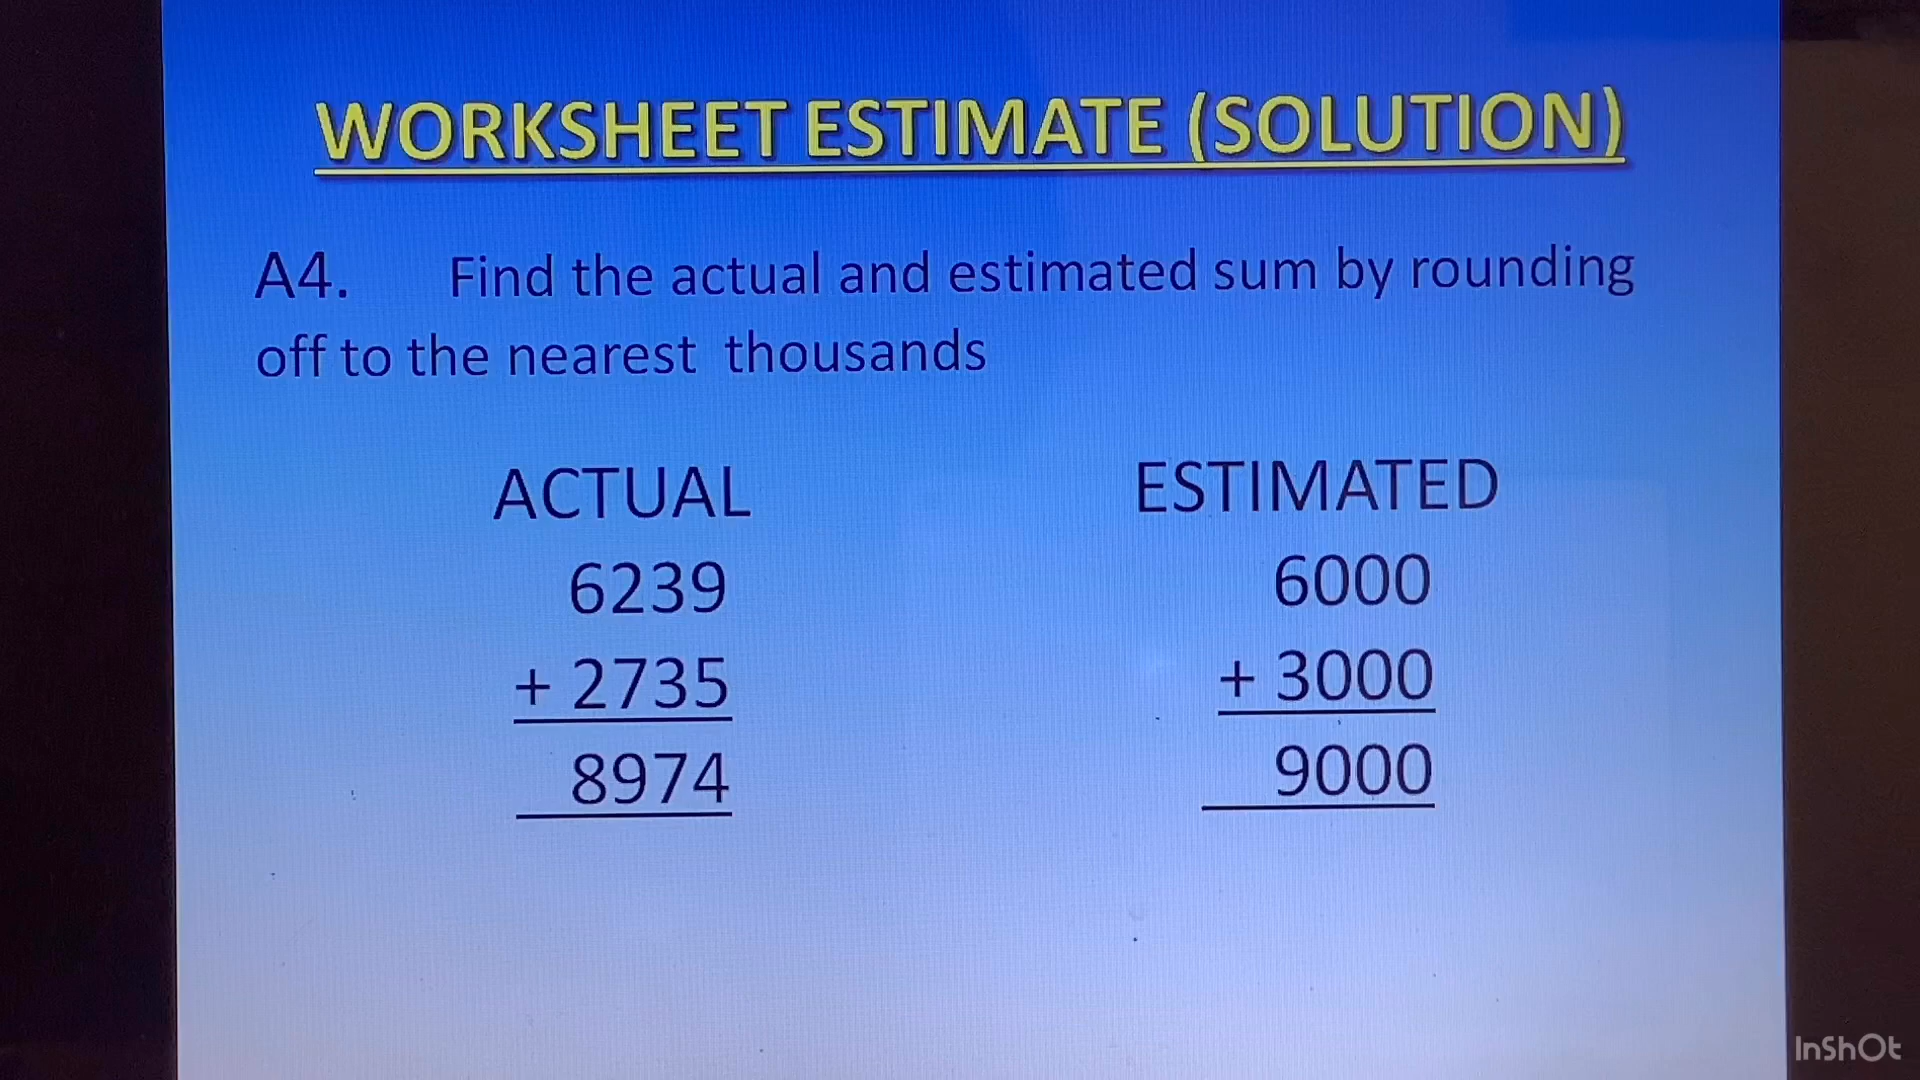 WORKSHEET ESTIMATE (SOLUTION)
A4. Find the actual and estimated sum by rounding
off to the nearest thousands
ACTUAL
6239
+ 2735
8974
ESTIMATED
6000
+ 3000
9000
InShOt